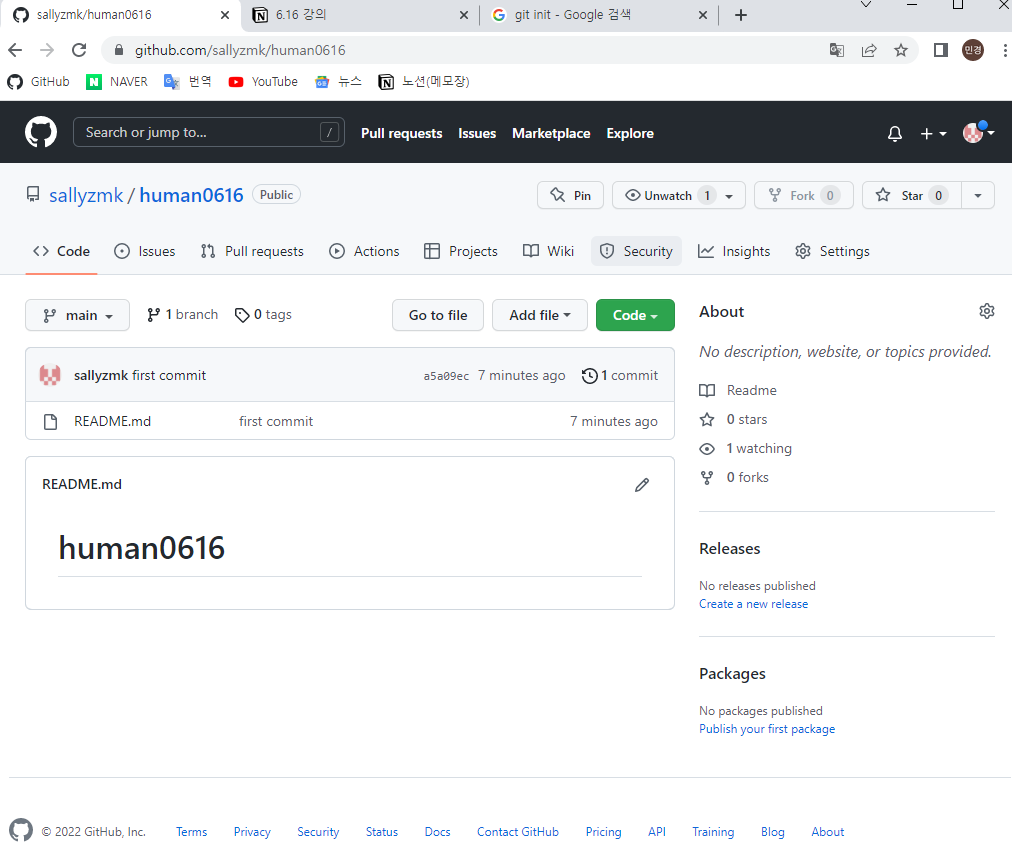 sallyzmk/human0616
6.16 강의
git init - Google 검색
github.com/sallyzmk/human0616
민경
GitHub
NAVER
번역
YouTube
뉴스
노션(메모장)
Search or jump to...
/
Pull requests
Issues
Marketplace
Explore
sallyzmk / human0616
Public
Pin
Unwatch 1
Fork 0
Star 0
Code
Issues
Pull requests
Actions
Projects
Wiki
Security
Insights
Settings
main
1 branch
0 tags
Go to file
Add file
Code
sallyzmk first commit
a5a09ec 7 minutes ago
1 commit
README.md
first commit
7 minutes ago
README.md
human0616
About
No description, website, or topics provided.
Readme
0 stars
1 watching
0 forks
Releases
No releases published
Create a new release
Packages
No packages published
Publish your first package
© 2022 GitHub, Inc.
Terms
Privacy
Security
Status
Docs
Contact GitHub
Pricing
API
Training
Blog
About